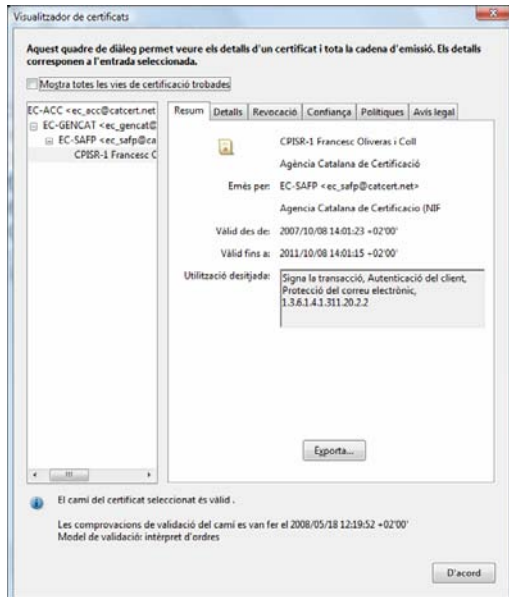 Visualitzador de certificats
Aquest quadre de diàleg permet veure els detalls d'un certificat i tota la cadena d'emissió. Els detalls
corresponen a l'entrada seleccionada.
Mostra totes les vies de certificació trobades
EC-ACC <ec_acc@catcert.net
EC-GENCAT <ec_gencat@
EC-SAFP <ec_safp@ca
CPISR-1 Francesc C
Resum Detalls Revocació Confiança Polítiques Avís legal
CPISR-1 Francesc Oliveras i Coll
Agència Catalana de Certificació
Emès per: EC-SAFP <ec_safp@catcert.net>
Agencia Catalana de Certificacio (NIF
Vàlid des de: 2007/10/08 14:01:23 +02'00'
Vàlid fins a: 2011/10/08 14:01:15 +02'00'
Utilització desitjada: Signa la transacció, Autenticació del client,
Protecció del correu electrònic,
1.3.6.1.4.1.311.20.2.2
Exporta...
El camí del certificat seleccionat és vàlid .
Les comprovacions de validació del camí es van fer el 2008/05/18 12:19:52 +02'00'
Model de validació: intèrpret d'ordres
D'acord